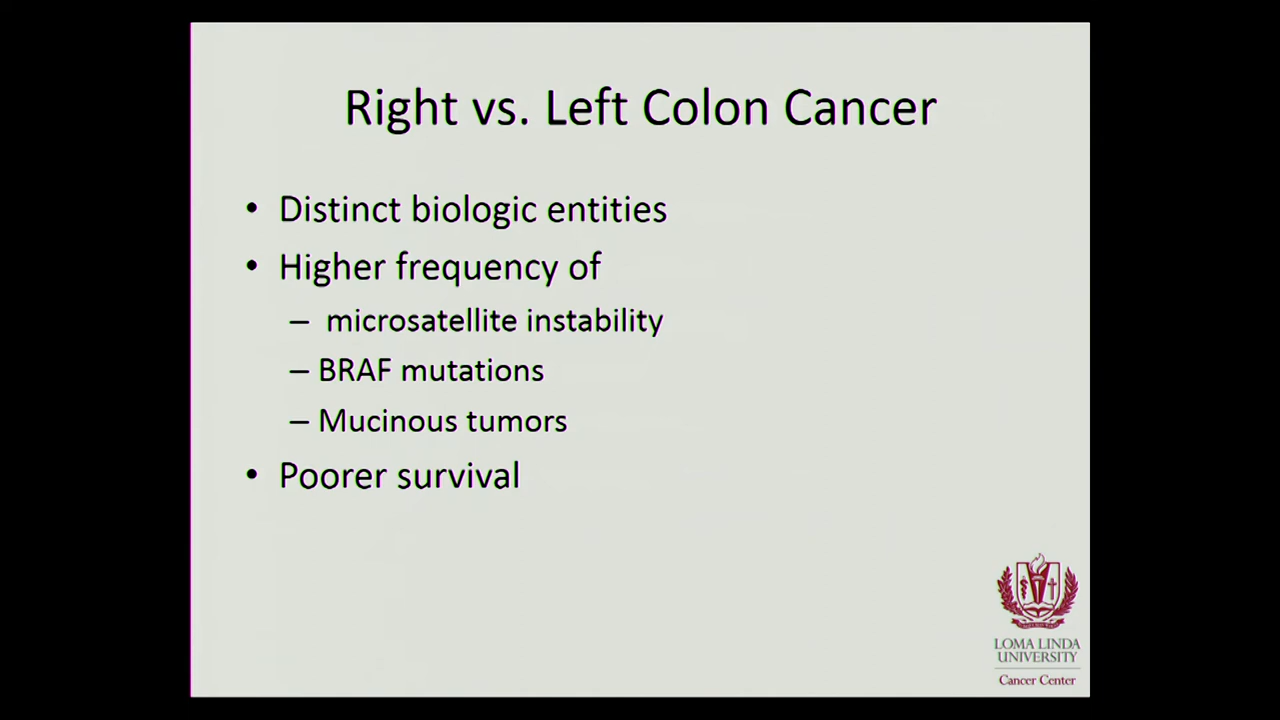 Right vs. Left Colon Cancer
• Distinct biologic entities
• Higher frequency of
– microsatellite instability
– BRAF mutations
– Mucinous tumors
• Poorer survival
LOMA LINDA
UNIVERSITY
Cancer Center